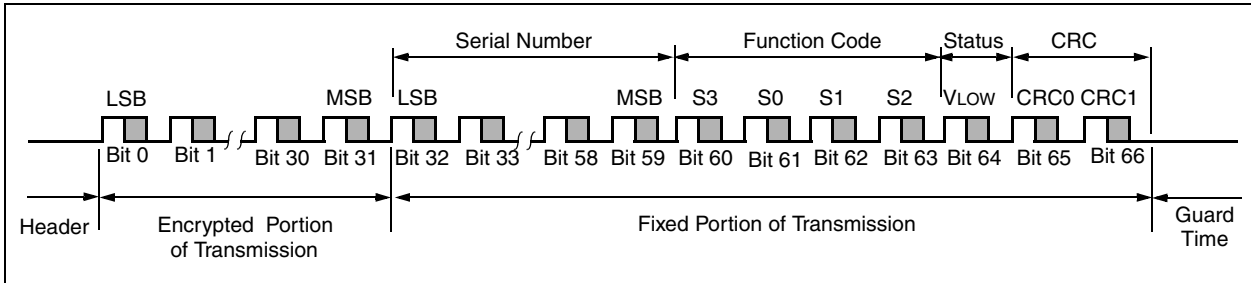 Serial Number Function Code Status CRC
LSB MSB LSB MSB S3 S0 S1 S2 VLOW CRC0 CRC1
Bit 0 Bit 1 Bit 30 Bit 31 Bit 32 Bit 33 Bit 58 Bit 59 Bit 60 Bit 61 Bit 62 Bit 63 Bit 64 Bit 65 Bit 66
Header
Encrypted Portion
of Transmission
Fixed Portion of Transmission
Guard
Time